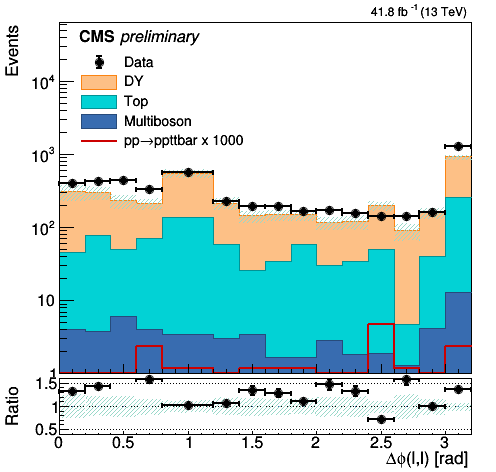 41.8 fb⁻¹ (13 TeV)
Events
CMS preliminary
Data
DY
Top
Multiboson
pp→ppttbar x 1000
10⁴
10³
10²
10
1
Ratio
1.5
1
0.5
0 0.5 1 1.5 2 2.5 3
Δϕ(l,l) [rad]